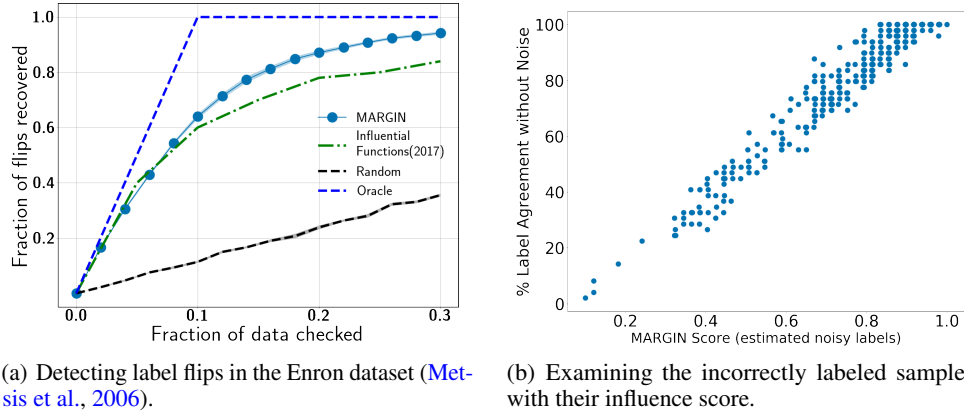 Fraction of flips recovered
1.0
0.8
0.6
0.4
0.2
0.0
0.1
0.2
0.3
Fraction of data checked
MARGIN
Influential
Functions(2017)
Random
Oracle
% Label Agreement without Noise
100
80
60
40
20
0
0.2
0.4
0.6
0.8
1.0
MARGIN Score (estimated noisy labels)
(a) Detecting label flips in the Enron dataset (Met-
sis et al., 2006).
(b) Examining the incorrectly labeled sample
with their influence score.